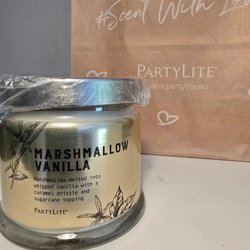 #Scent With Lov
PARTYLITE
www.partylite.eu
MARSHMALLOW
VANILLA
Marshmallow melted into
whipped vanilla with a
caramel drizzle and
sugarcane topping
PARTYLITE